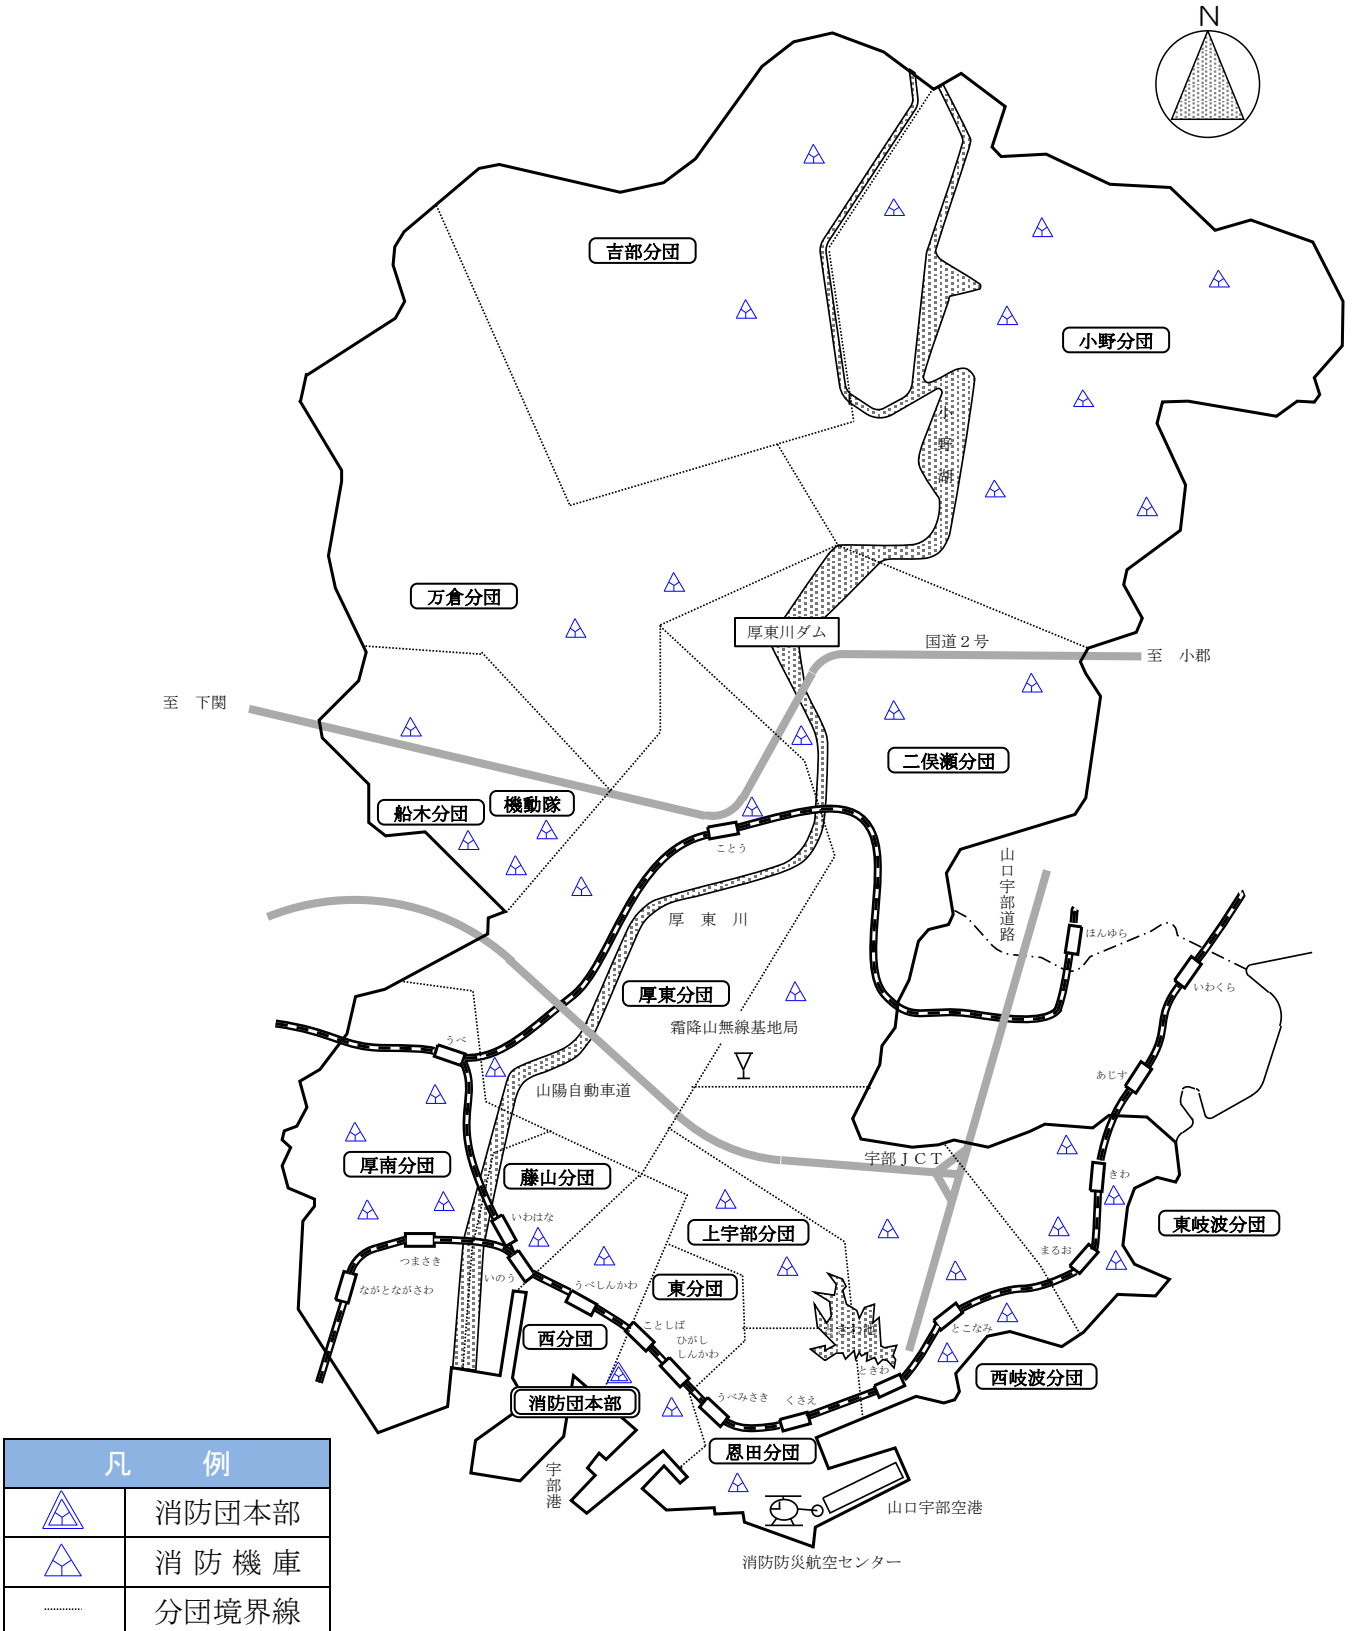 N
吉部分団
小野分団
小野湖
万倉分団
厚東川ダム
国道２号
至 小郡
至 下関
二俣瀬分団
船木分団
機動隊
ことう
山口宇部道路
厚 東 川
ほんゆら
いわくら
厚東分団
霜降山無線基地局
うべ
山陽自動車道
あじす
宇部ＪＣＴ
厚南分団
藤山分団
きわ
いわはな
上宇部分団
東岐波分団
まるお
つまさき
いのう
うべしんかわ
東分団
ながとながさわ
ことしば
西分団
ひがし
しんかわ
とこなみ
ときわ
西岐波分団
消防団本部
うべみさき
くさえ
恩田分団
宇部港
山口宇部空港
消防防災航空センター
凡 例
消防団本部
消防機庫
分団境界線